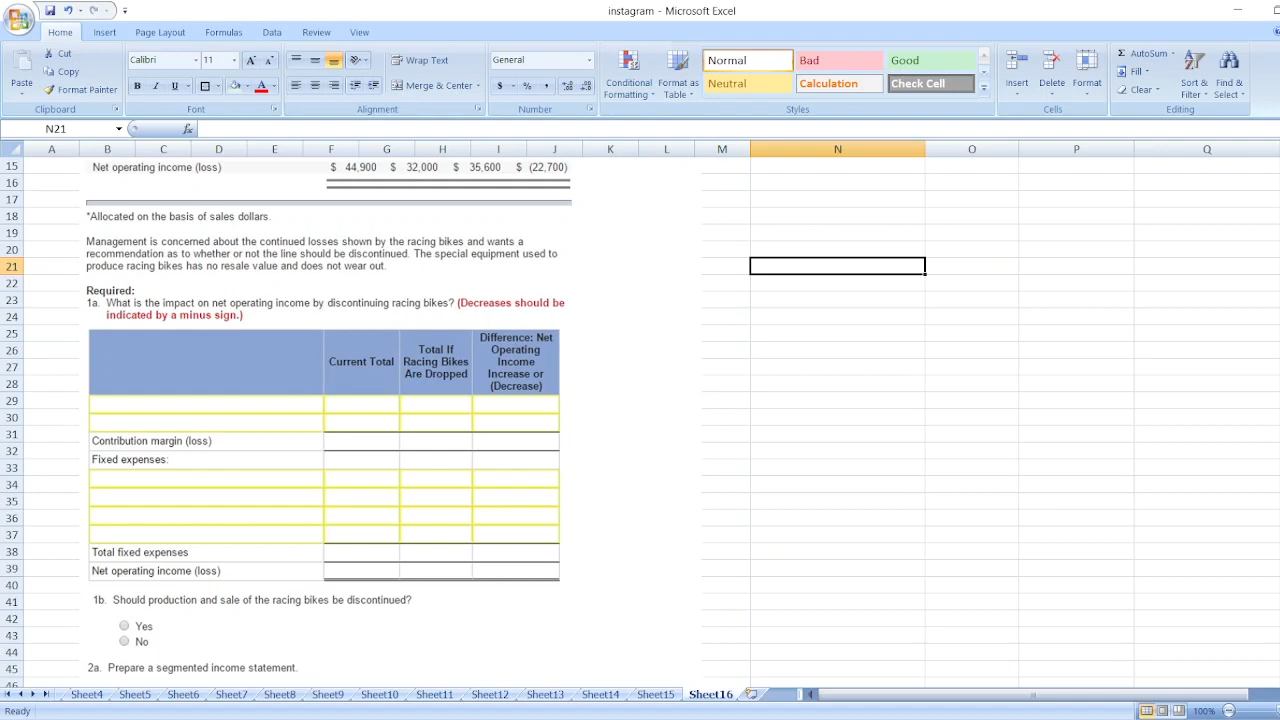 instagram - Microsoft Excel
Home Insert Page Layout Formulas Data Review View
Cut
Copy
Format Painter
Paste
Clipboard
Calibri 11
B I U
Font
Wrap Text
Merge & Center
Alignment
General
$ % ,
Number
Conditional Formatting
Format as Table
Normal Bad Good
Neutral Calculation Check Cell
Styles
Insert Delete Format
Cells
Σ AutoSum
Fill
Clear
Sort & Filter
Find & Select
Editing
N21 fx
A B C D E F G H I J K L M N O P Q
15 Net operating income (loss) $ 44,900 $ 32,000 $ 35,600 $ (22,700)
16
17
18 *Allocated on the basis of sales dollars.
19
Management is concerned about the continued losses shown by the racing bikes and wants a
20 recommendation as to whether or not the line should be discontinued. The special equipment used to
21 produce racing bikes has no resale value and does not wear out.
22 Required:
23 1a. What is the impact on net operating income by discontinuing racing bikes? (Decreases should be
24 indicated by a minus sign.)
25
26
27
28
Current Total
Total If
Racing Bikes
Are Dropped
Difference: Net
Operating
Income
Increase or
(Decrease)
29
30
31 Contribution margin (loss)
32 Fixed expenses:
33
34
35
36
37
38 Total fixed expenses
39 Net operating income (loss)
40
41 1b. Should production and sale of the racing bikes be discontinued?
42 Yes
43 No
44
45 2a. Prepare a segmented income statement.
46
Sheet4 Sheet5 Sheet6 Sheet7 Sheet8 Sheet9 Sheet10 Sheet11 Sheet12 Sheet13 Sheet14 Sheet15 Sheet16
Ready 100%